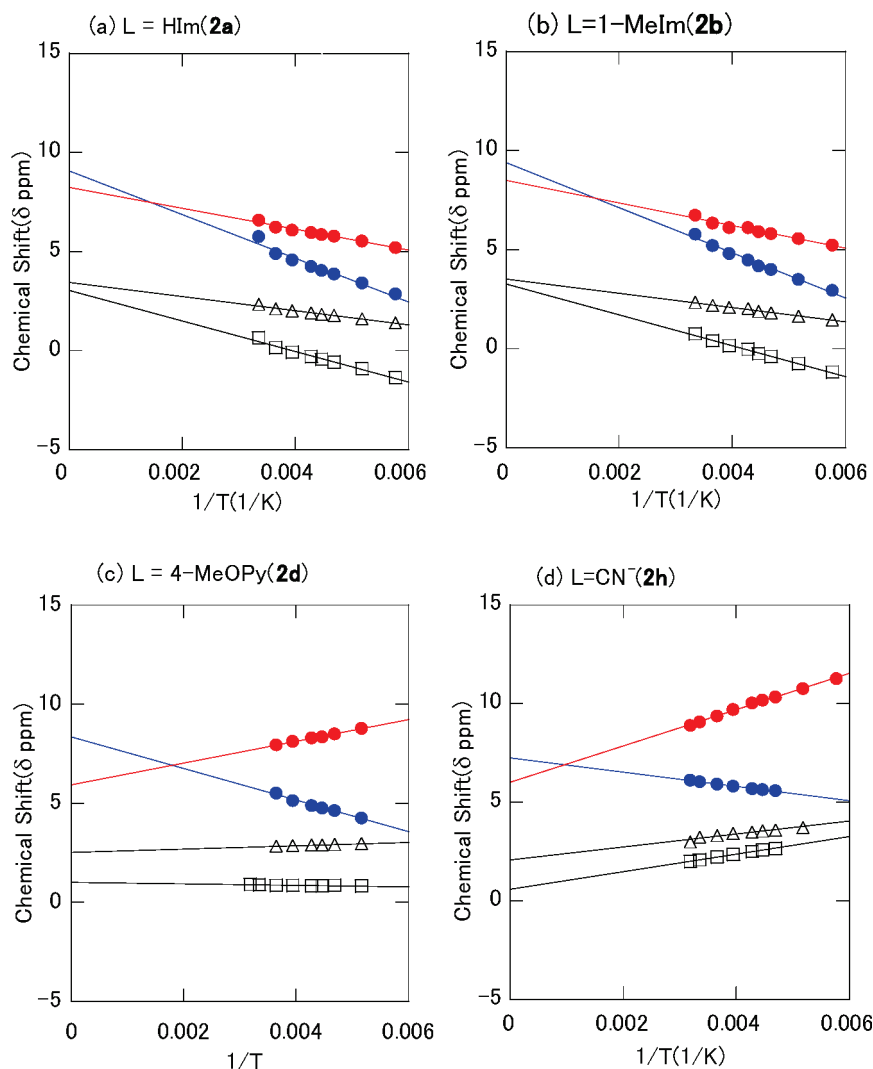 (a) L = HIm(2a)
15
10
5
0
-5
Chemical Shift(δ ppm)
0 0.002 0.004 0.006
1/T(1/K)
(b) L=1-MeIm(2b)
15
10
5
0
-5
Chemical Shift(δ ppm)
0 0.002 0.004 0.006
1/T(1/K)
(c) L = 4-MeOPy(2d)
15
10
5
0
-5
Chemical Shift(δ ppm)
0 0.002 0.004 0.006
1/T
(d) L=CN⁻(2h)
15
10
5
0
-5
Chemical Shift(δ ppm)
0 0.002 0.004 0.006
1/T(1/K)